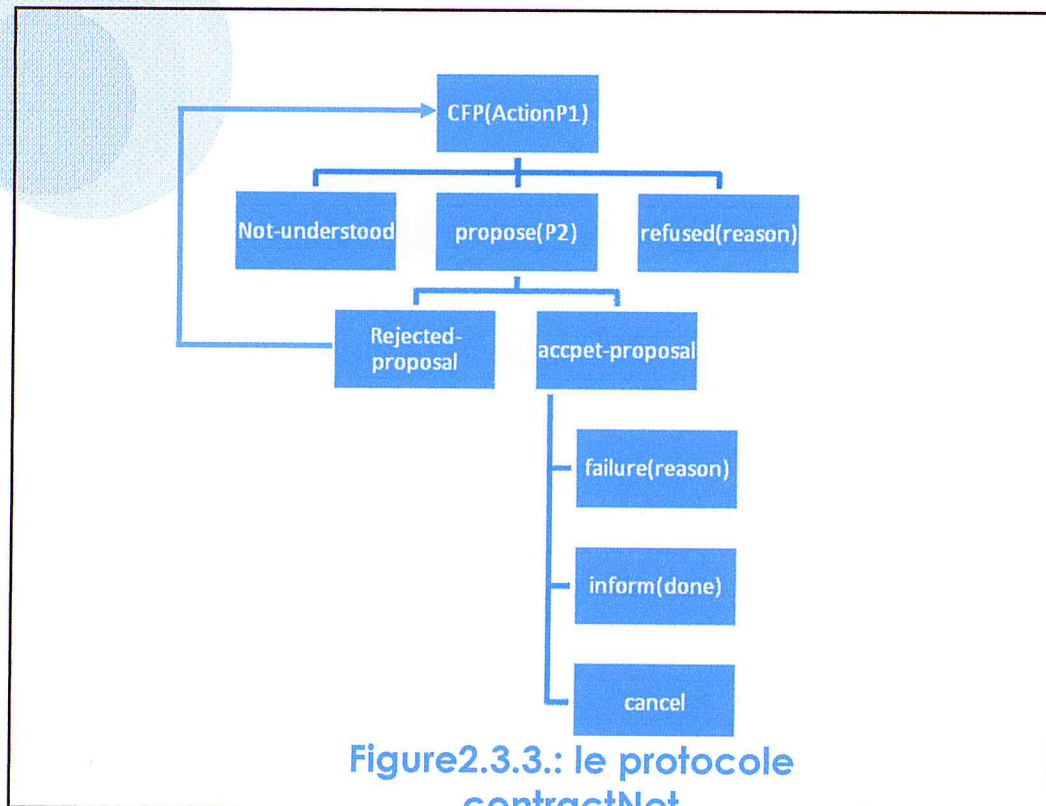 CFP(ActionP1)
Not-understood
propose(P2)
refused(reason)
Rejected-
proposal
accpet-proposal
failure(reason)
inform(done)
cancel
Figure2.3.3.: le protocole
contractNet